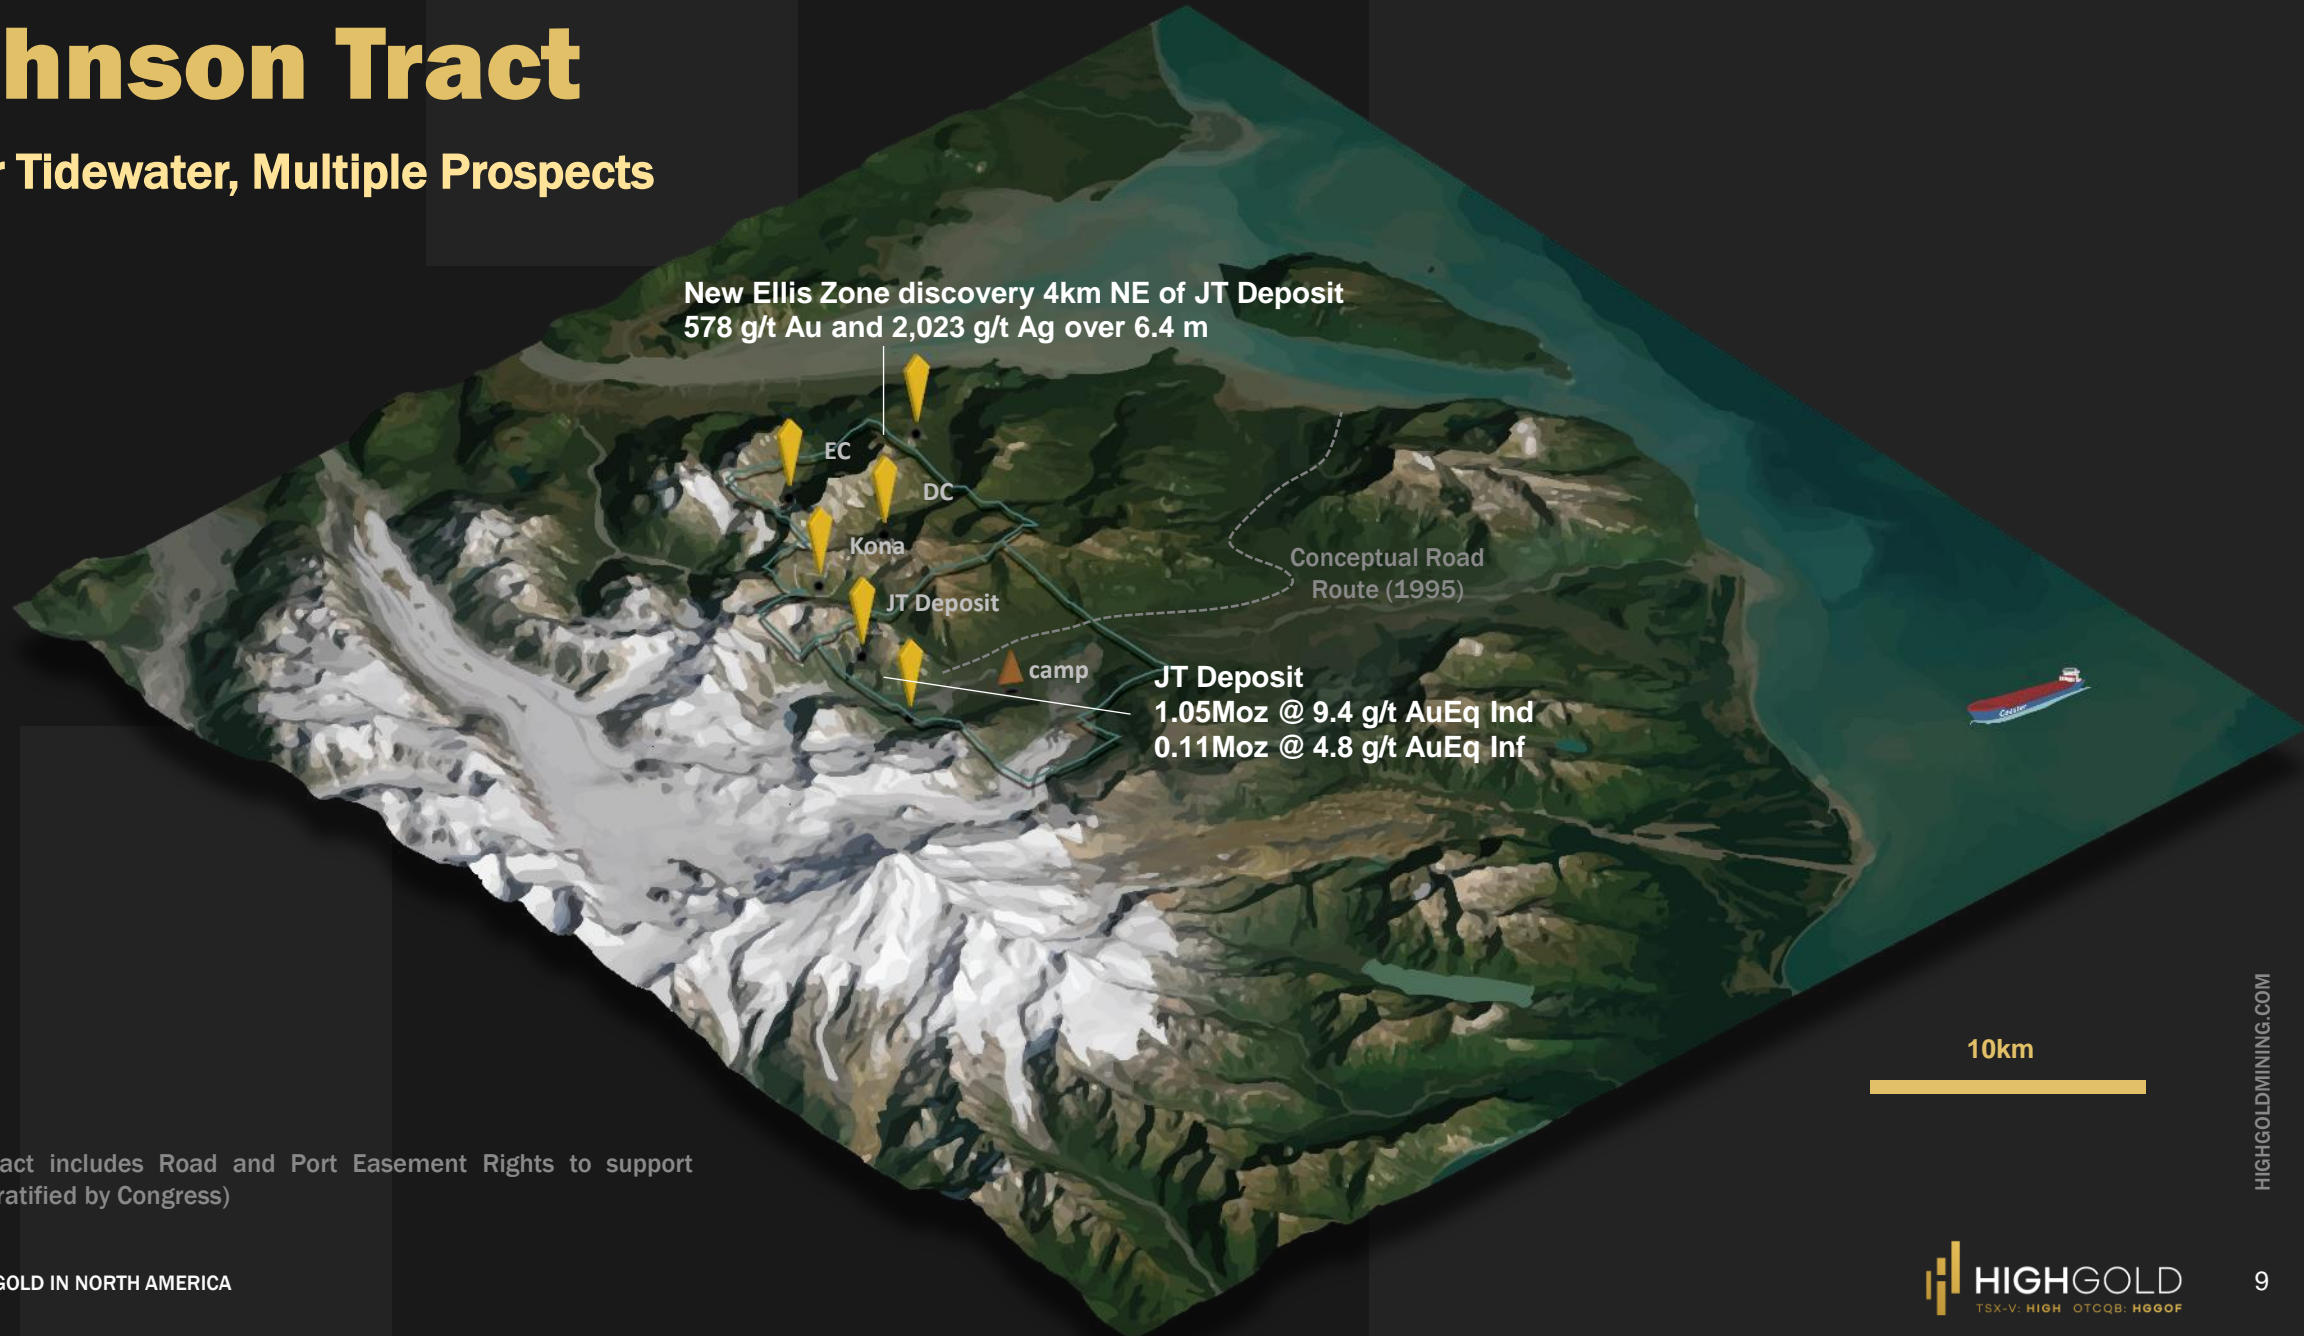 hnson Tract
r Tidewater, Multiple Prospects
New Ellis Zone discovery 4km NE of JT Deposit
578 g/t Au and 2,023 g/t Ag over 6.4 m
EC
DC
Kona
JT Deposit
Conceptual Road
Route (1995)
camp
JT Deposit
1.05Moz @ 9.4 g/t AuEq Ind
0.11Moz @ 4.8 g/t AuEq Inf
Coaster
10km
HIGHGOLDMINING.COM
act includes Road and Port Easement Rights to support
ratified by Congress)
GOLD IN NORTH AMERICA
HIGHGOLD
TSX-V: HIGH OTCQB: HGGOF
9